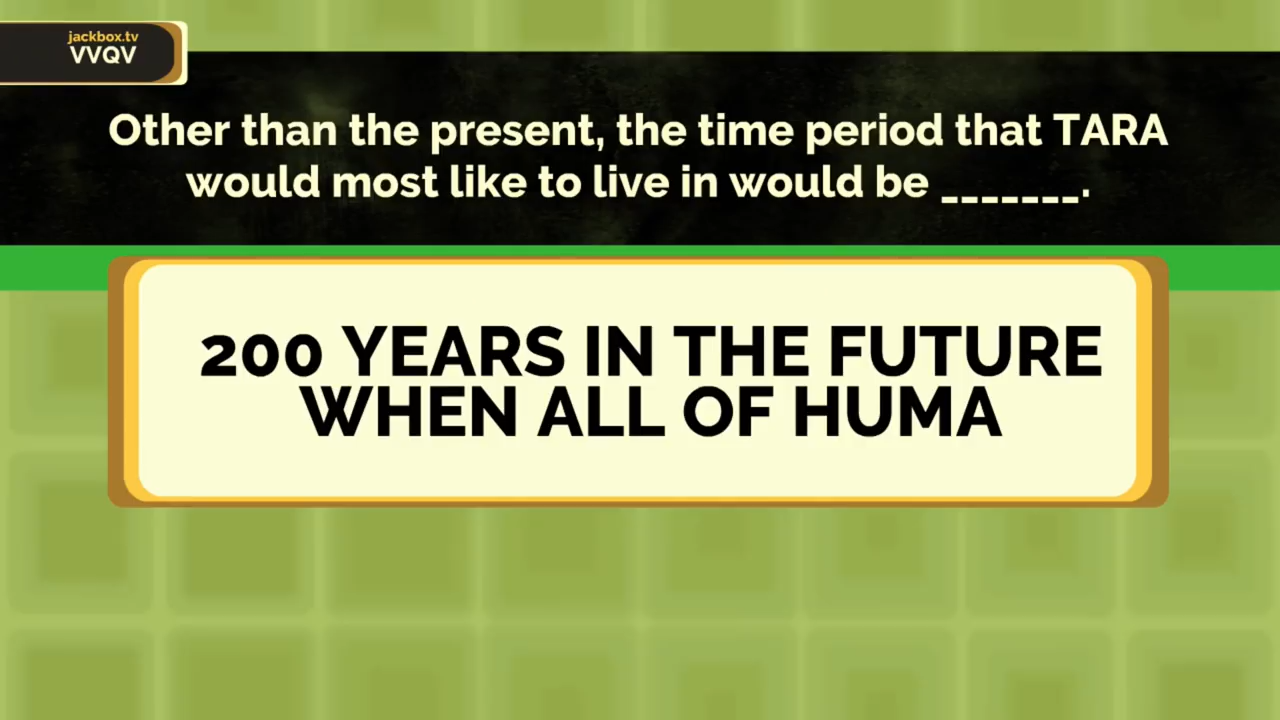 jackbox.tv
VVQV
Other than the present, the time period that TARA
would most like to live in would be _______.
200 YEARS IN THE FUTURE
WHEN ALL OF HUMA